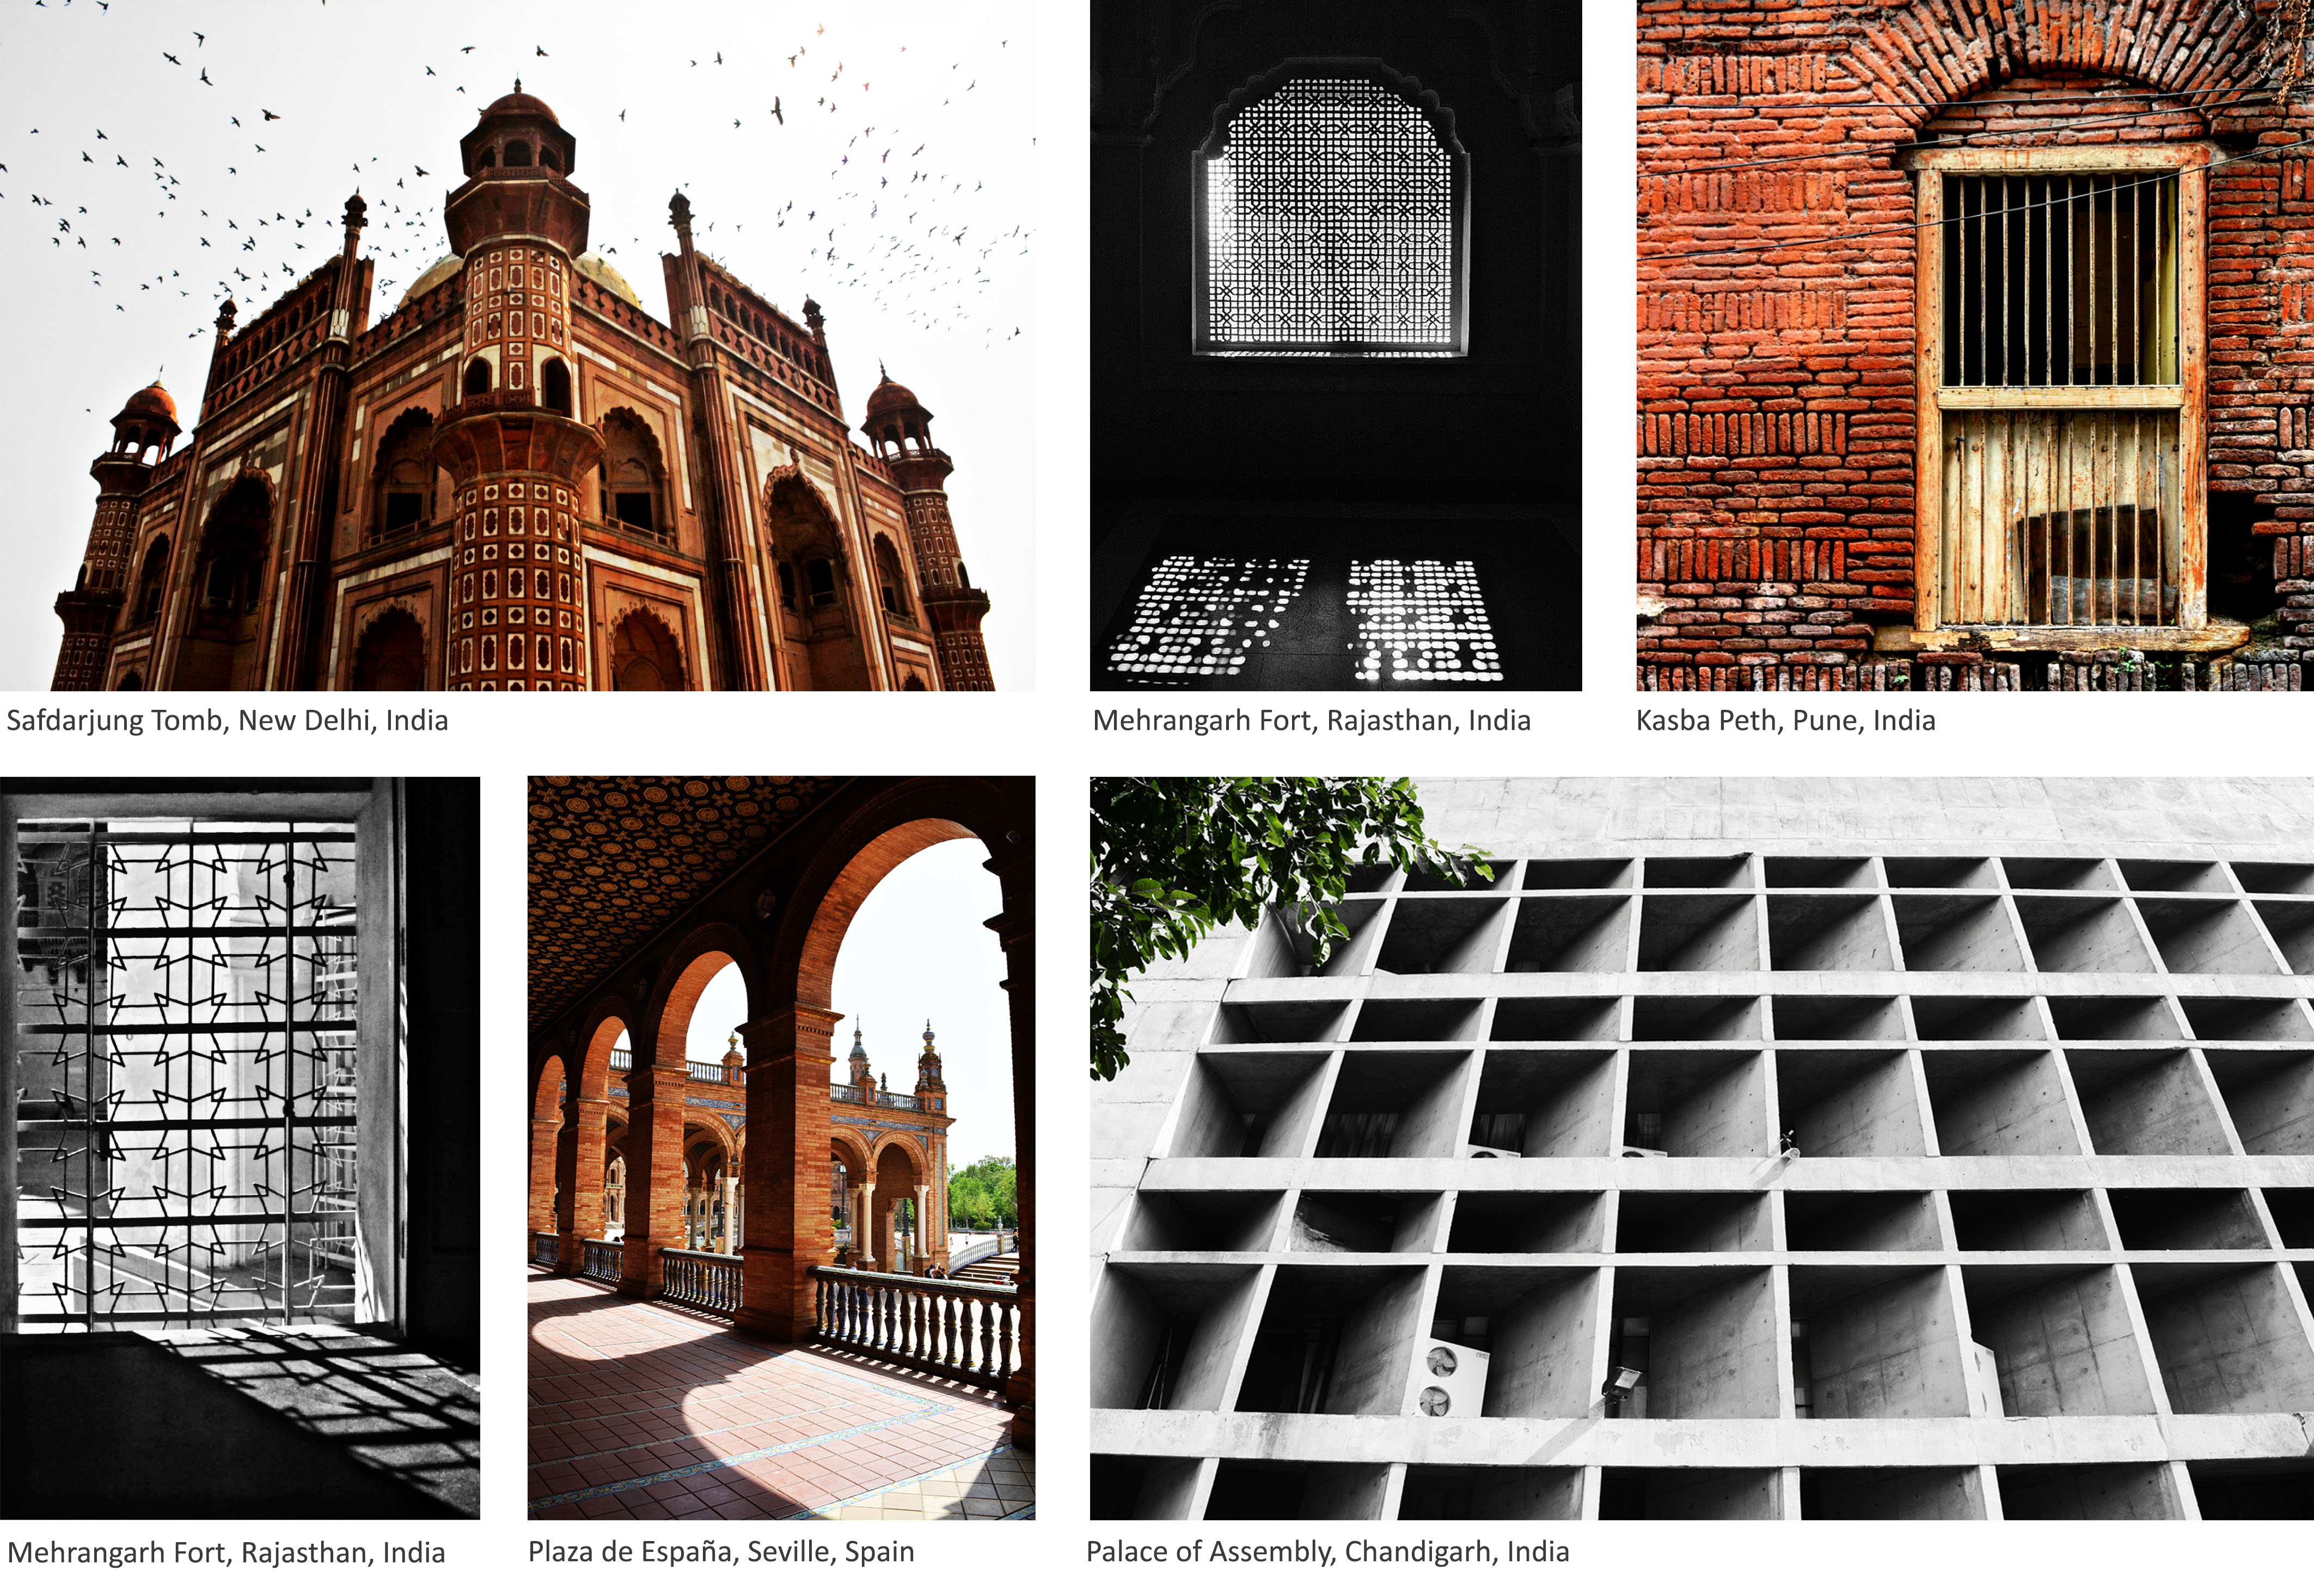 Safdarjung Tomb, New Delhi, India
Mehrangarh Fort, Rajasthan, India
Kasba Peth, Pune, India
Mehrangarh Fort, Rajasthan, India
Plaza de España, Seville, Spain
Palace of Assembly, Chandigarh, India